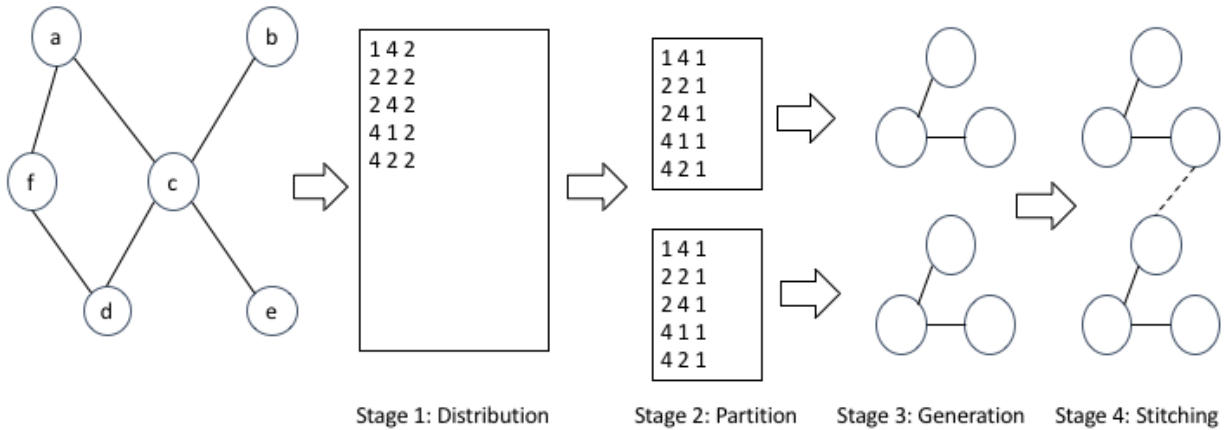 a
b
f
c
d
e
1 4 2
2 2 2
2 4 2
4 1 2
4 2 2
1 4 1
2 2 1
2 4 1
4 1 1
4 2 1
1 4 1
2 2 1
2 4 1
4 1 1
4 2 1
Stage 1: Distribution
Stage 2: Partition
Stage 3: Generation
Stage 4: Stitching